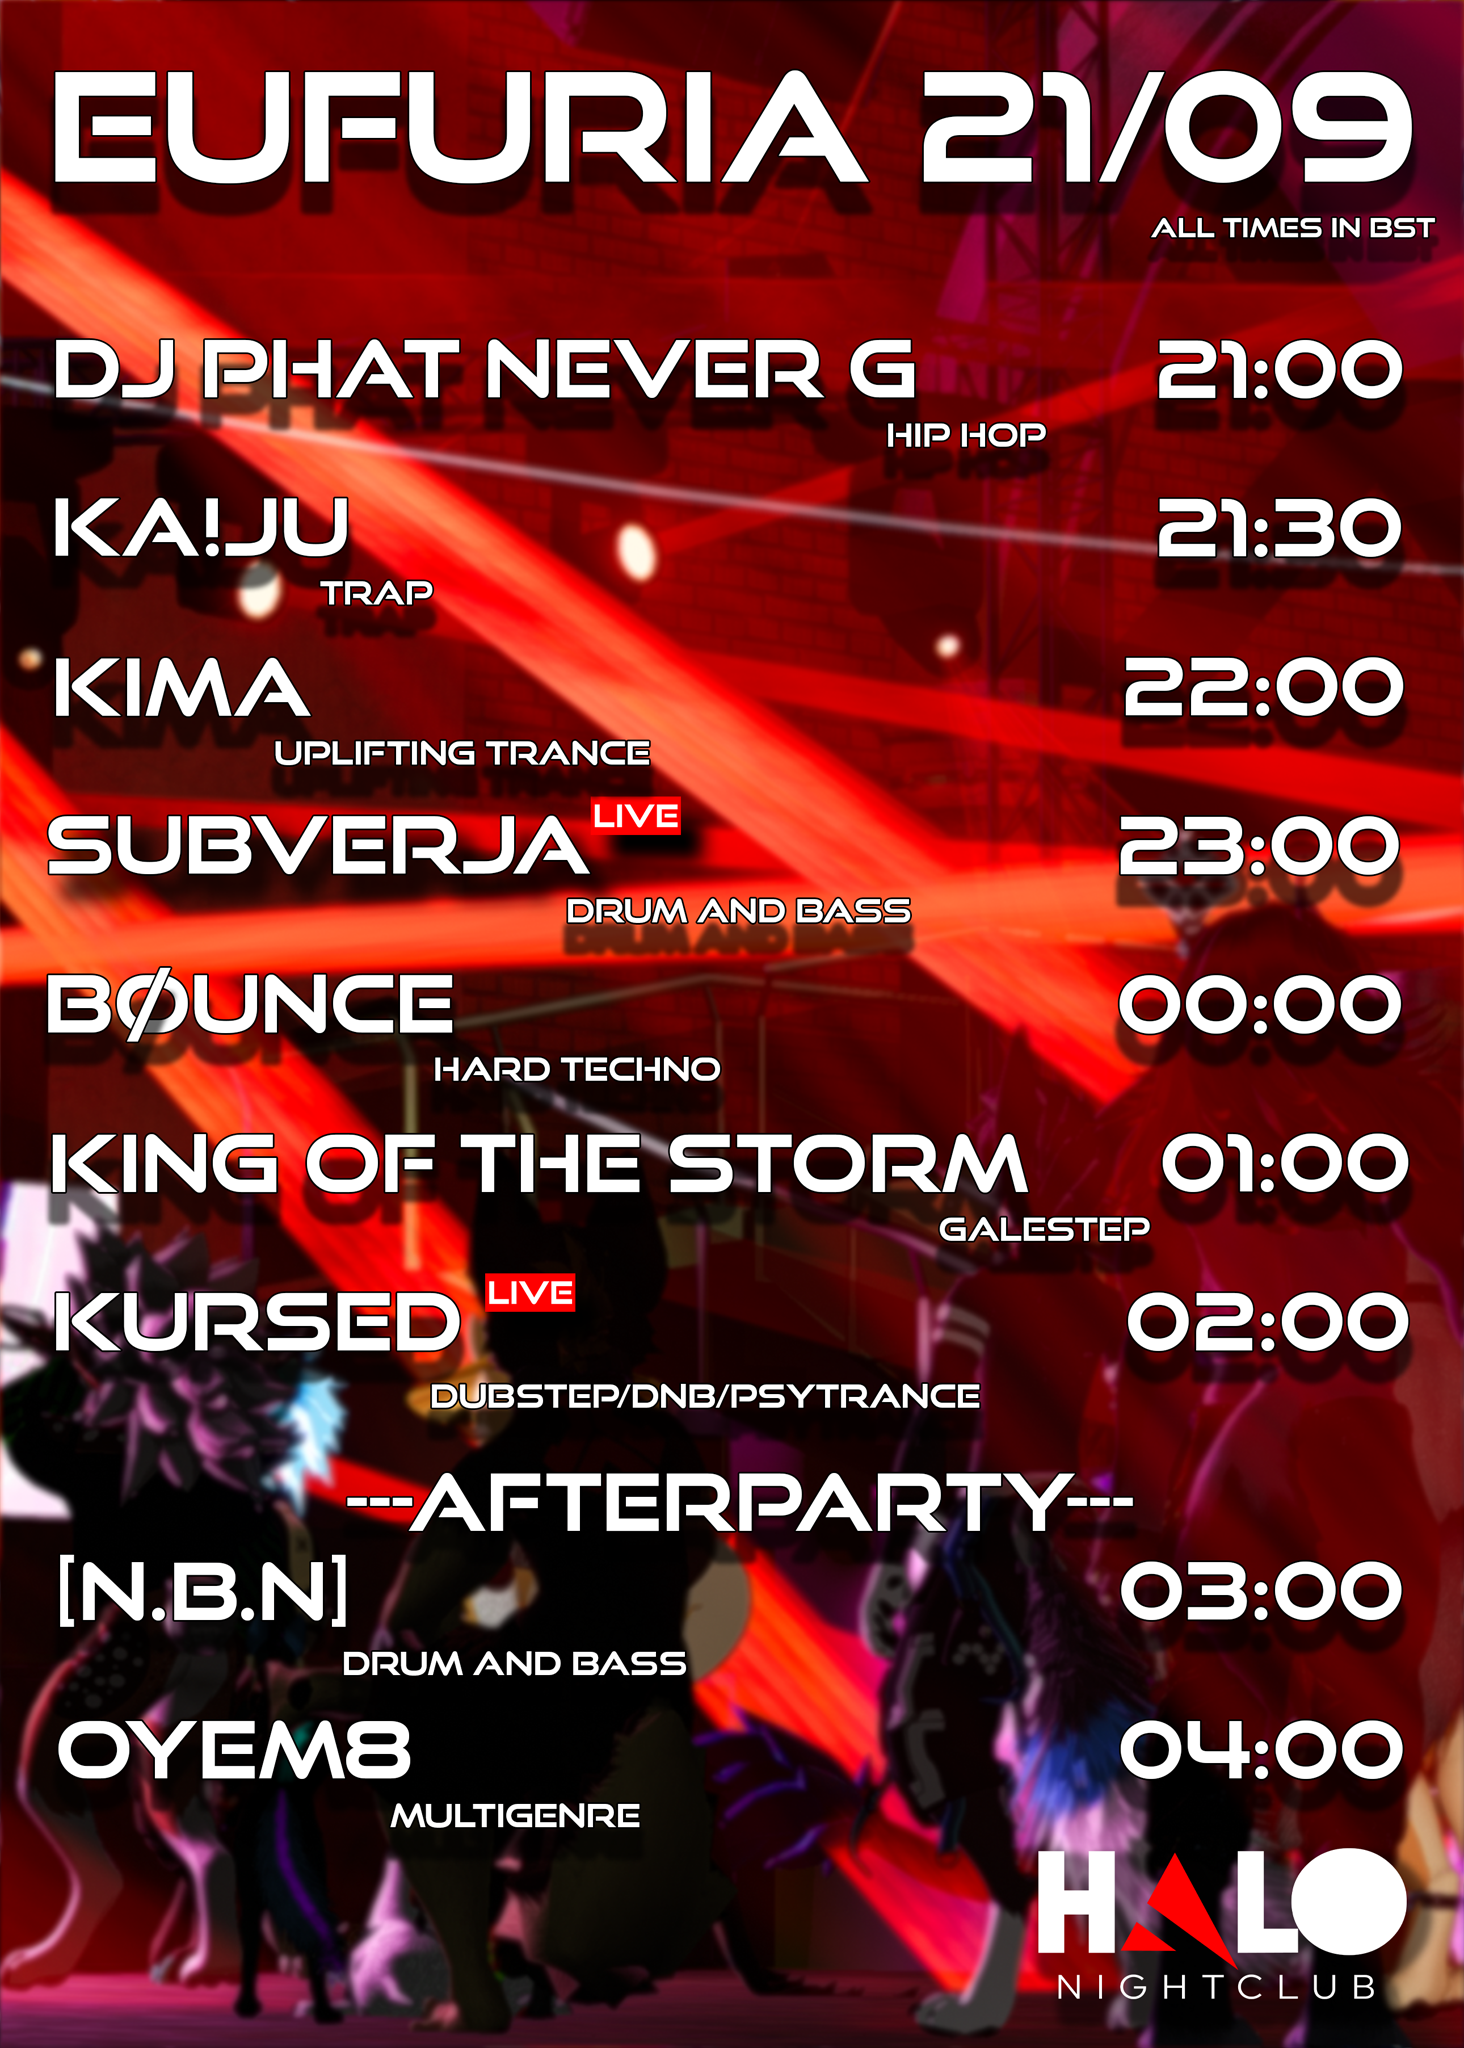 EUFURIA 21/09
ALL TIMES IN BST
DJ PHAT NEVER G 21:00
HIP HOP
KA!JU 21:30
TRAP
KIMA 22:00
UPLIFTING TRANCE
SUBVERJA LIVE 23:00
DRUM AND BASS
BØUNCE 00:00
HARD TECHNO
KING OF THE STORM 01:00
GALESTEP
KURSED LIVE 02:00
DUBSTEP/DNB/PSYTRANCE
---AFTERPARTY---
[N.B.N] 03:00
DRUM AND BASS
OYEM8 04:00
MULTIGENRE
HALO
NIGHTCLUB